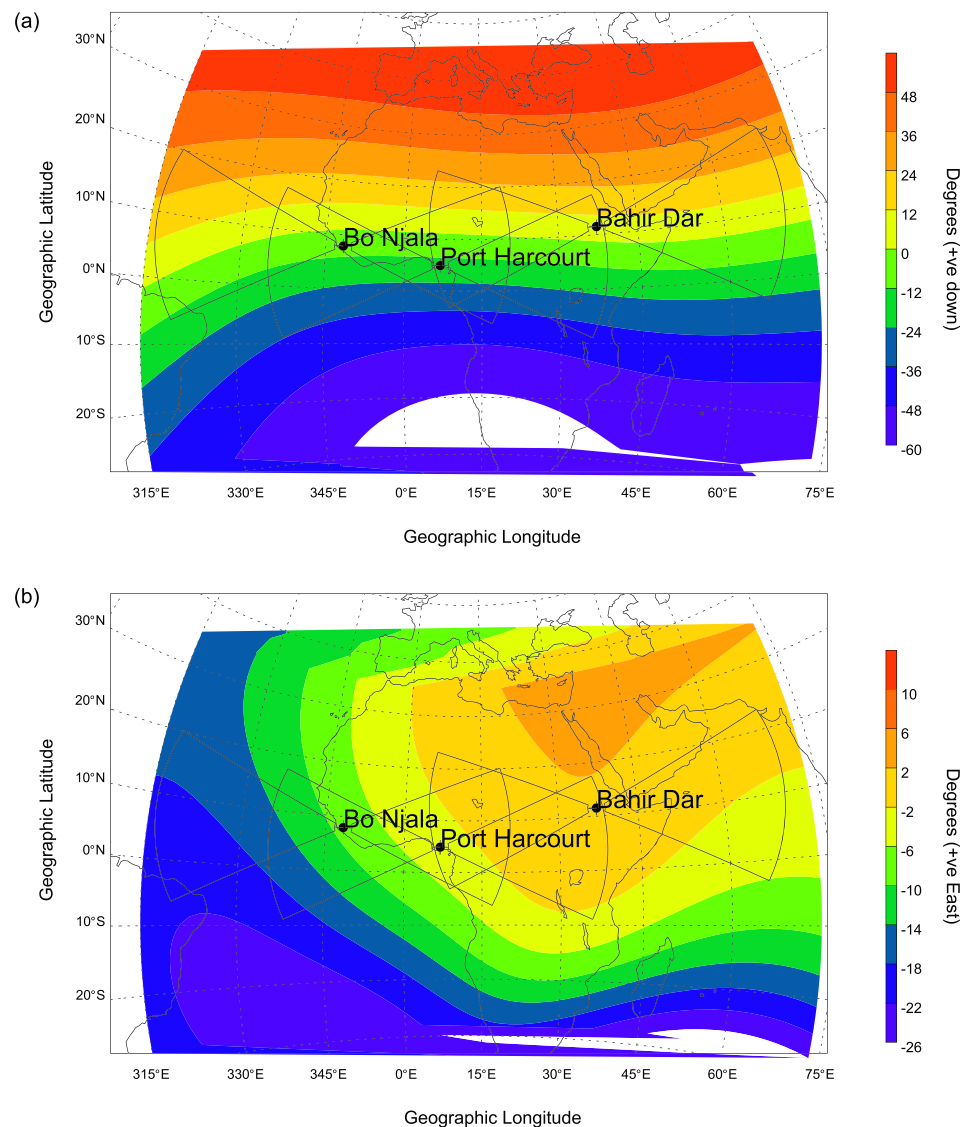 (a)
30°N
20°N
10°N
0°N
10°S
20°S
Geographic Latitude
Bo Njala
Port Harcourt
Bahir Dar
315°E 330°E 345°E 0°E 15°E 30°E 45°E 60°E 75°E
Geographic Longitude
48
36
24
12
0
-12
-24
-36
-48
-60
Degrees (+ve down)
(b)
30°N
20°N
10°N
0°N
10°S
20°S
Geographic Latitude
Bo Njala
Port Harcourt
Bahir Dar
315°E 330°E 345°E 0°E 15°E 30°E 45°E 60°E 75°E
Geographic Longitude
10
6
2
-2
-6
-10
-14
-18
-22
-26
Degrees (+ve East)